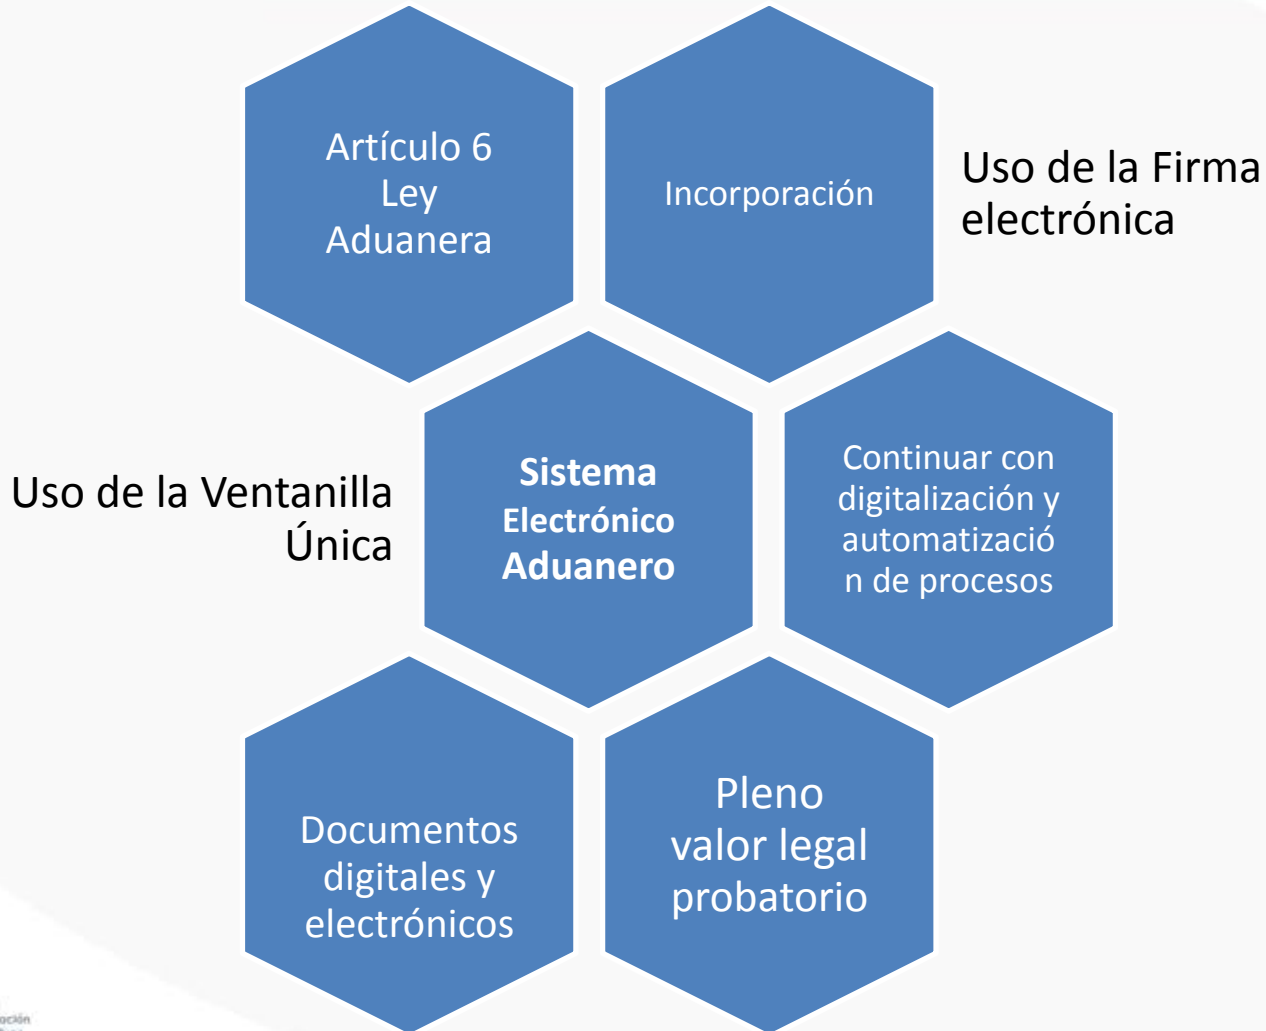 Artículo 6
Ley
Aduanera
Incorporación
Uso de la Firma
electrónica
Uso de la Ventanilla
Única
Sistema
Electrónico
Aduanero
Continuar con
digitalización y
automatizació
n de procesos
Documentos
digitales y
electrónicos
Pleno
valor legal
probatorio